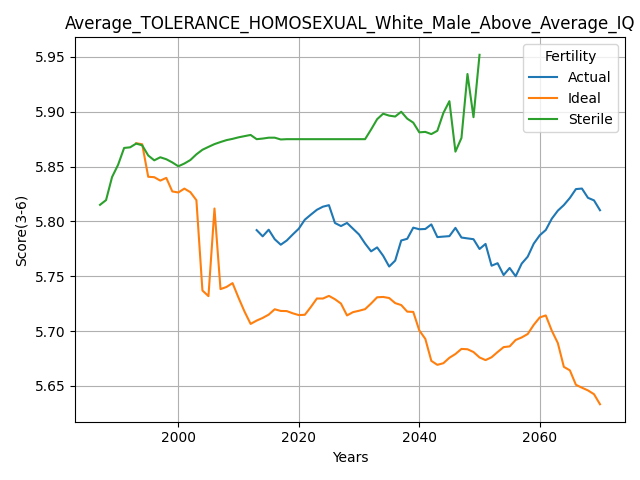 Average_TOLERANCE_HOMOSEXUAL_White_Male_Above_Average_IQ
Fertility
Actual
Ideal
Sterile
Score(3-6)
5.95
5.90
5.85
5.80
5.75
5.70
5.65
2000
2020
2040
2060
Years